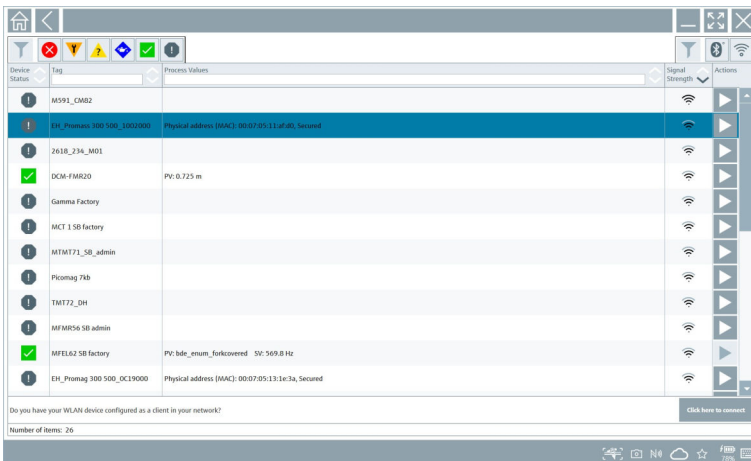 Device Status
Tag
Process Values
Signal Strength
Actions
M591_CM82
EH_Promass 300 500_1002000 Physical address (MAC): 00:07:05:11:af:d0, Secured
2618_234_M01
DCM-FMR20 PV: 0.725 m
Gamma Factory
MCT 1 SB factory
MTMT71_SB_admin
Picomag 7kb
TMT72_DH
MFMR56 SB admin
MFEL62 SB factory PV: bde_enum_forkcovered SV: 569.8 Hz
EH_Promag 300 500_0C19000 Physical address (MAC): 00:07:05:13:1e:3a, Secured
Do you have your WLAN device configured as a client in your network? Click here to connect
Number of items: 26
78%